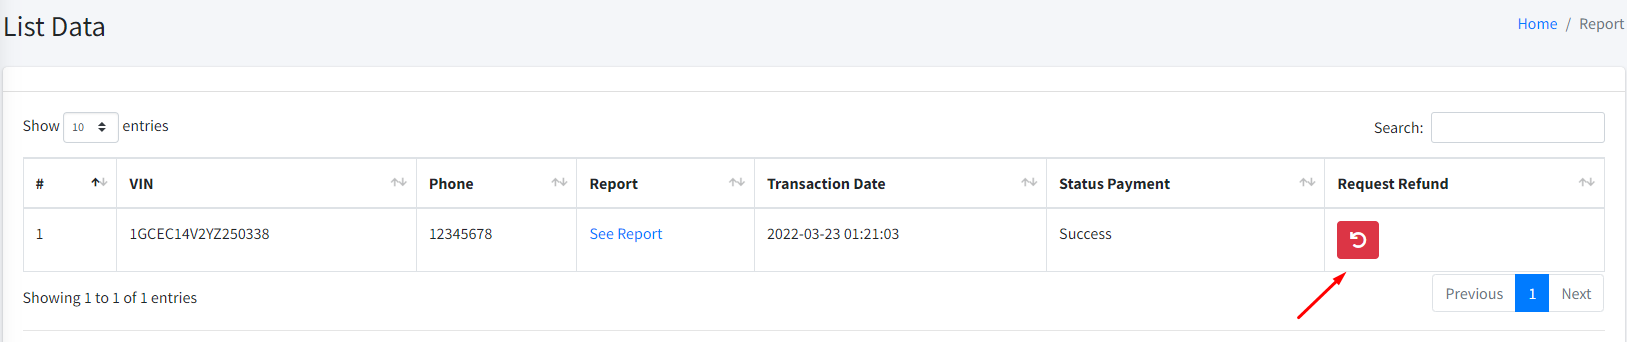 List Data
Home / Report
Show 10 entries
Search:
# VIN Phone Report Transaction Date Status Payment Request Refund
1 1GCEC14V2YZ250338 12345678 See Report 2022-03-23 01:21:03 Success
Showing 1 to 1 of 1 entries
Previous 1 Next